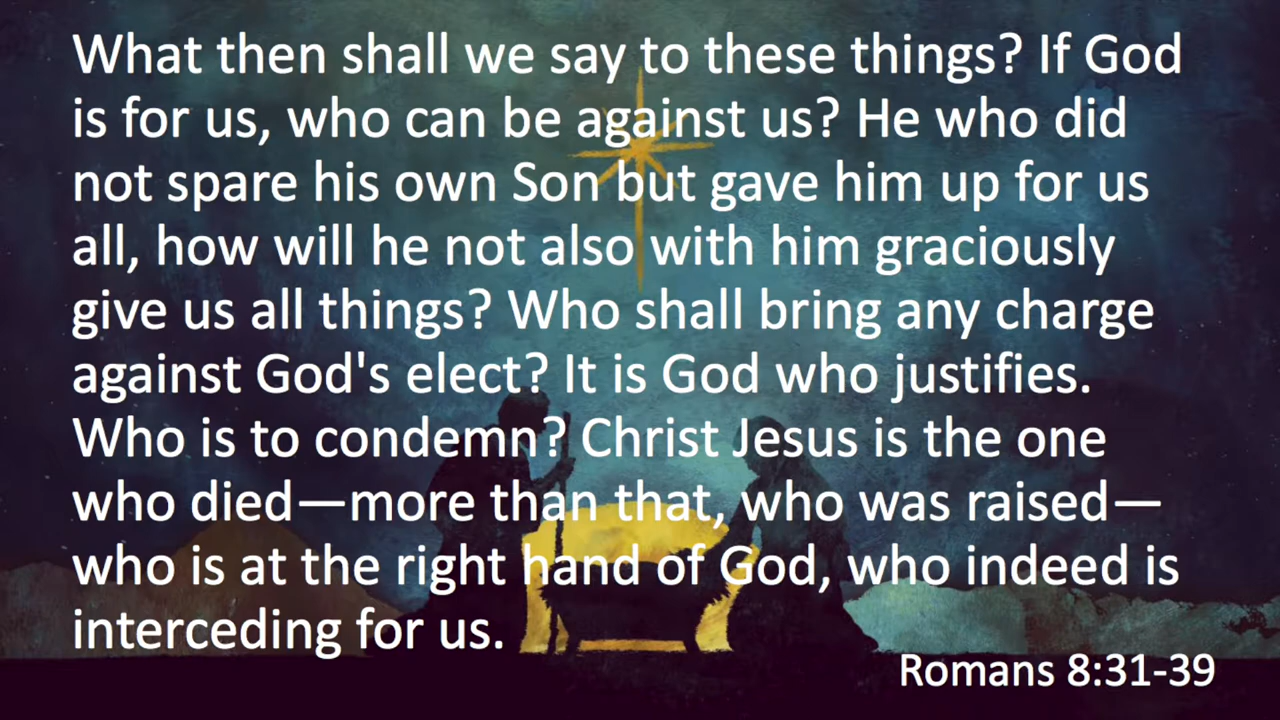 What then shall we say to these things? If God
is for us, who can be against us? He who did
not spare his own Son but gave him up for us
all, how will he not also with him graciously
give us all things? Who shall bring any charge
against God's elect? It is God who justifies.
Who is to condemn? Christ Jesus is the one
who died—more than that, who was raised—
who is at the right hand of God, who indeed is
interceding for us.
Romans 8:31-39